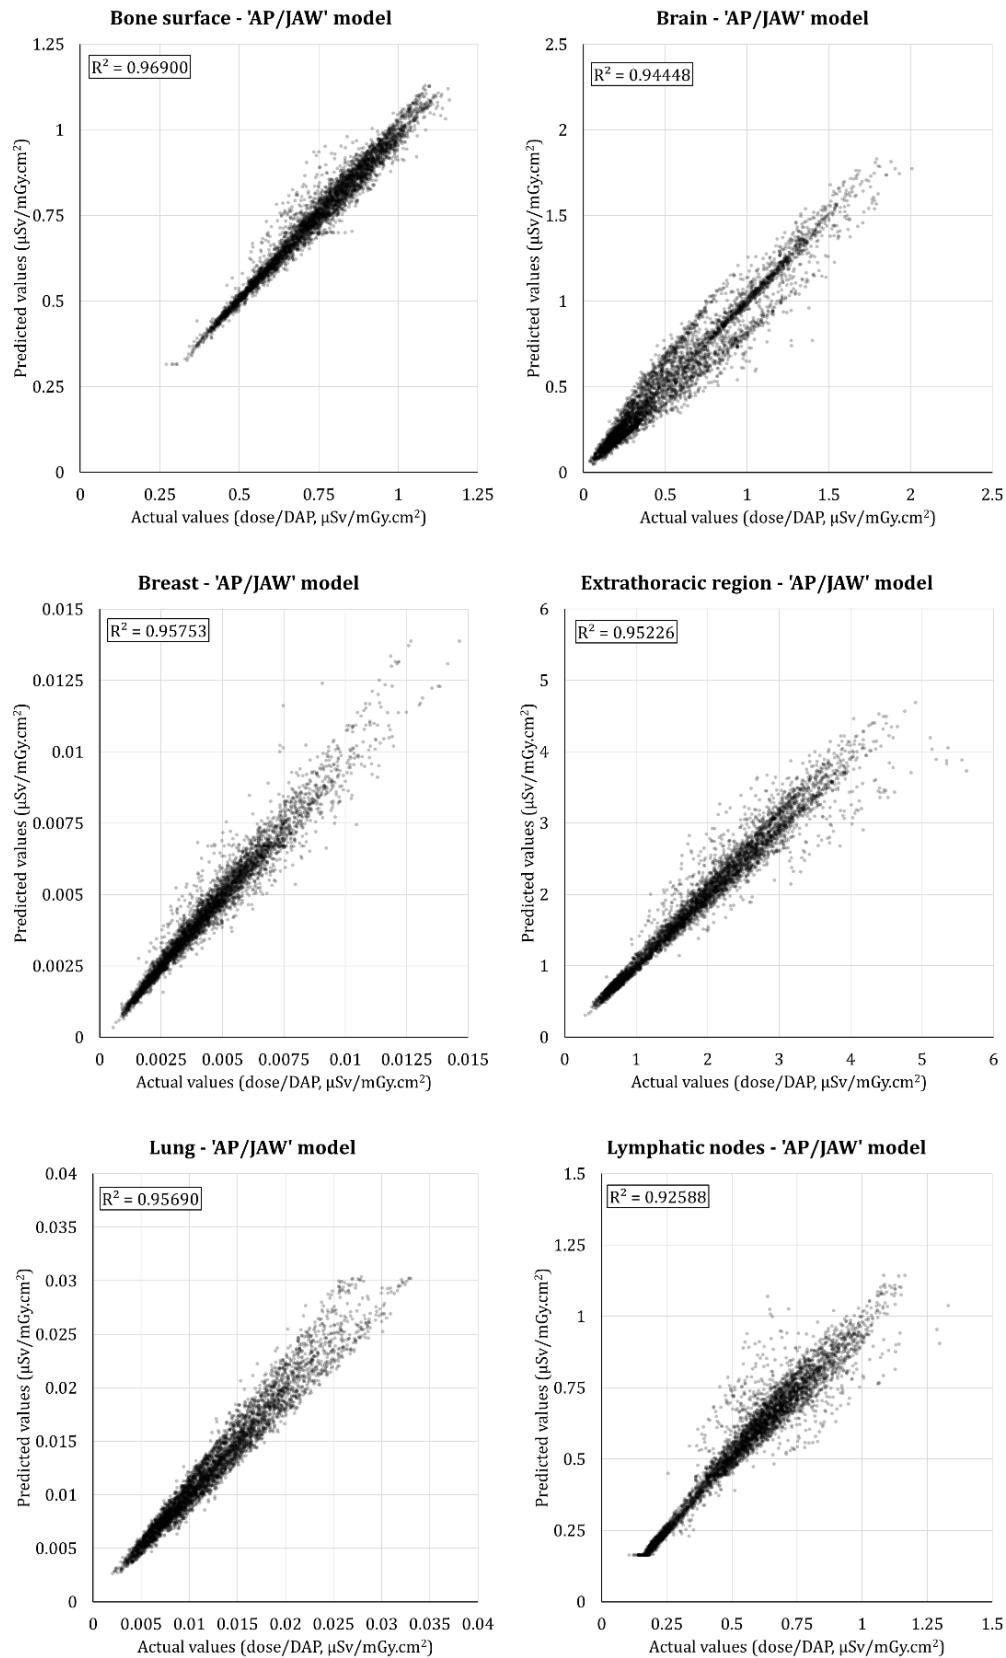 Bone surface - 'AP/JAW' model
R² = 0.96900
Predicted values (μSv/mGy.cm²)
1.25
1
0.75
0.5
0.25
0
0 0.25 0.5 0.75 1 1.25
Actual values (dose/DAP, μSv/mGy.cm²)
Brain - 'AP/JAW' model
R² = 0.94448
Predicted values (μSv/mGy.cm²)
2.5
2
1.5
1
0.5
0
0 0.5 1 1.5 2 2.5
Actual values (dose/DAP, μSv/mGy.cm²)
Breast - 'AP/JAW' model
R² = 0.95753
Predicted values (μSv/mGy.cm²)
0.015
0.0125
0.01
0.0075
0.005
0.0025
0
0 0.0025 0.005 0.0075 0.01 0.0125 0.015
Actual values (dose/DAP, μSv/mGy.cm²)
Extrathoracic region - 'AP/JAW' model
R² = 0.95226
Predicted values (μSv/mGy.cm²)
6
5
4
3
2
1
0
0 1 2 3 4 5 6
Actual values (dose/DAP, μSv/mGy.cm²)
Lung - 'AP/JAW' model
R² = 0.95690
Predicted values (μSv/mGy.cm²)
0.04
0.035
0.03
0.025
0.02
0.015
0.01
0.005
0
0 0.005 0.01 0.015 0.02 0.025 0.03 0.035 0.04
Actual values (dose/DAP, μSv/mGy.cm²)
Lymphatic nodes - 'AP/JAW' model
R² = 0.92588
Predicted values (μSv/mGy.cm²)
1.5
1.25
1
0.75
0.5
0.25
0
0 0.25 0.5 0.75 1 1.25 1.5
Actual values (dose/DAP, μSv/mGy.cm²)